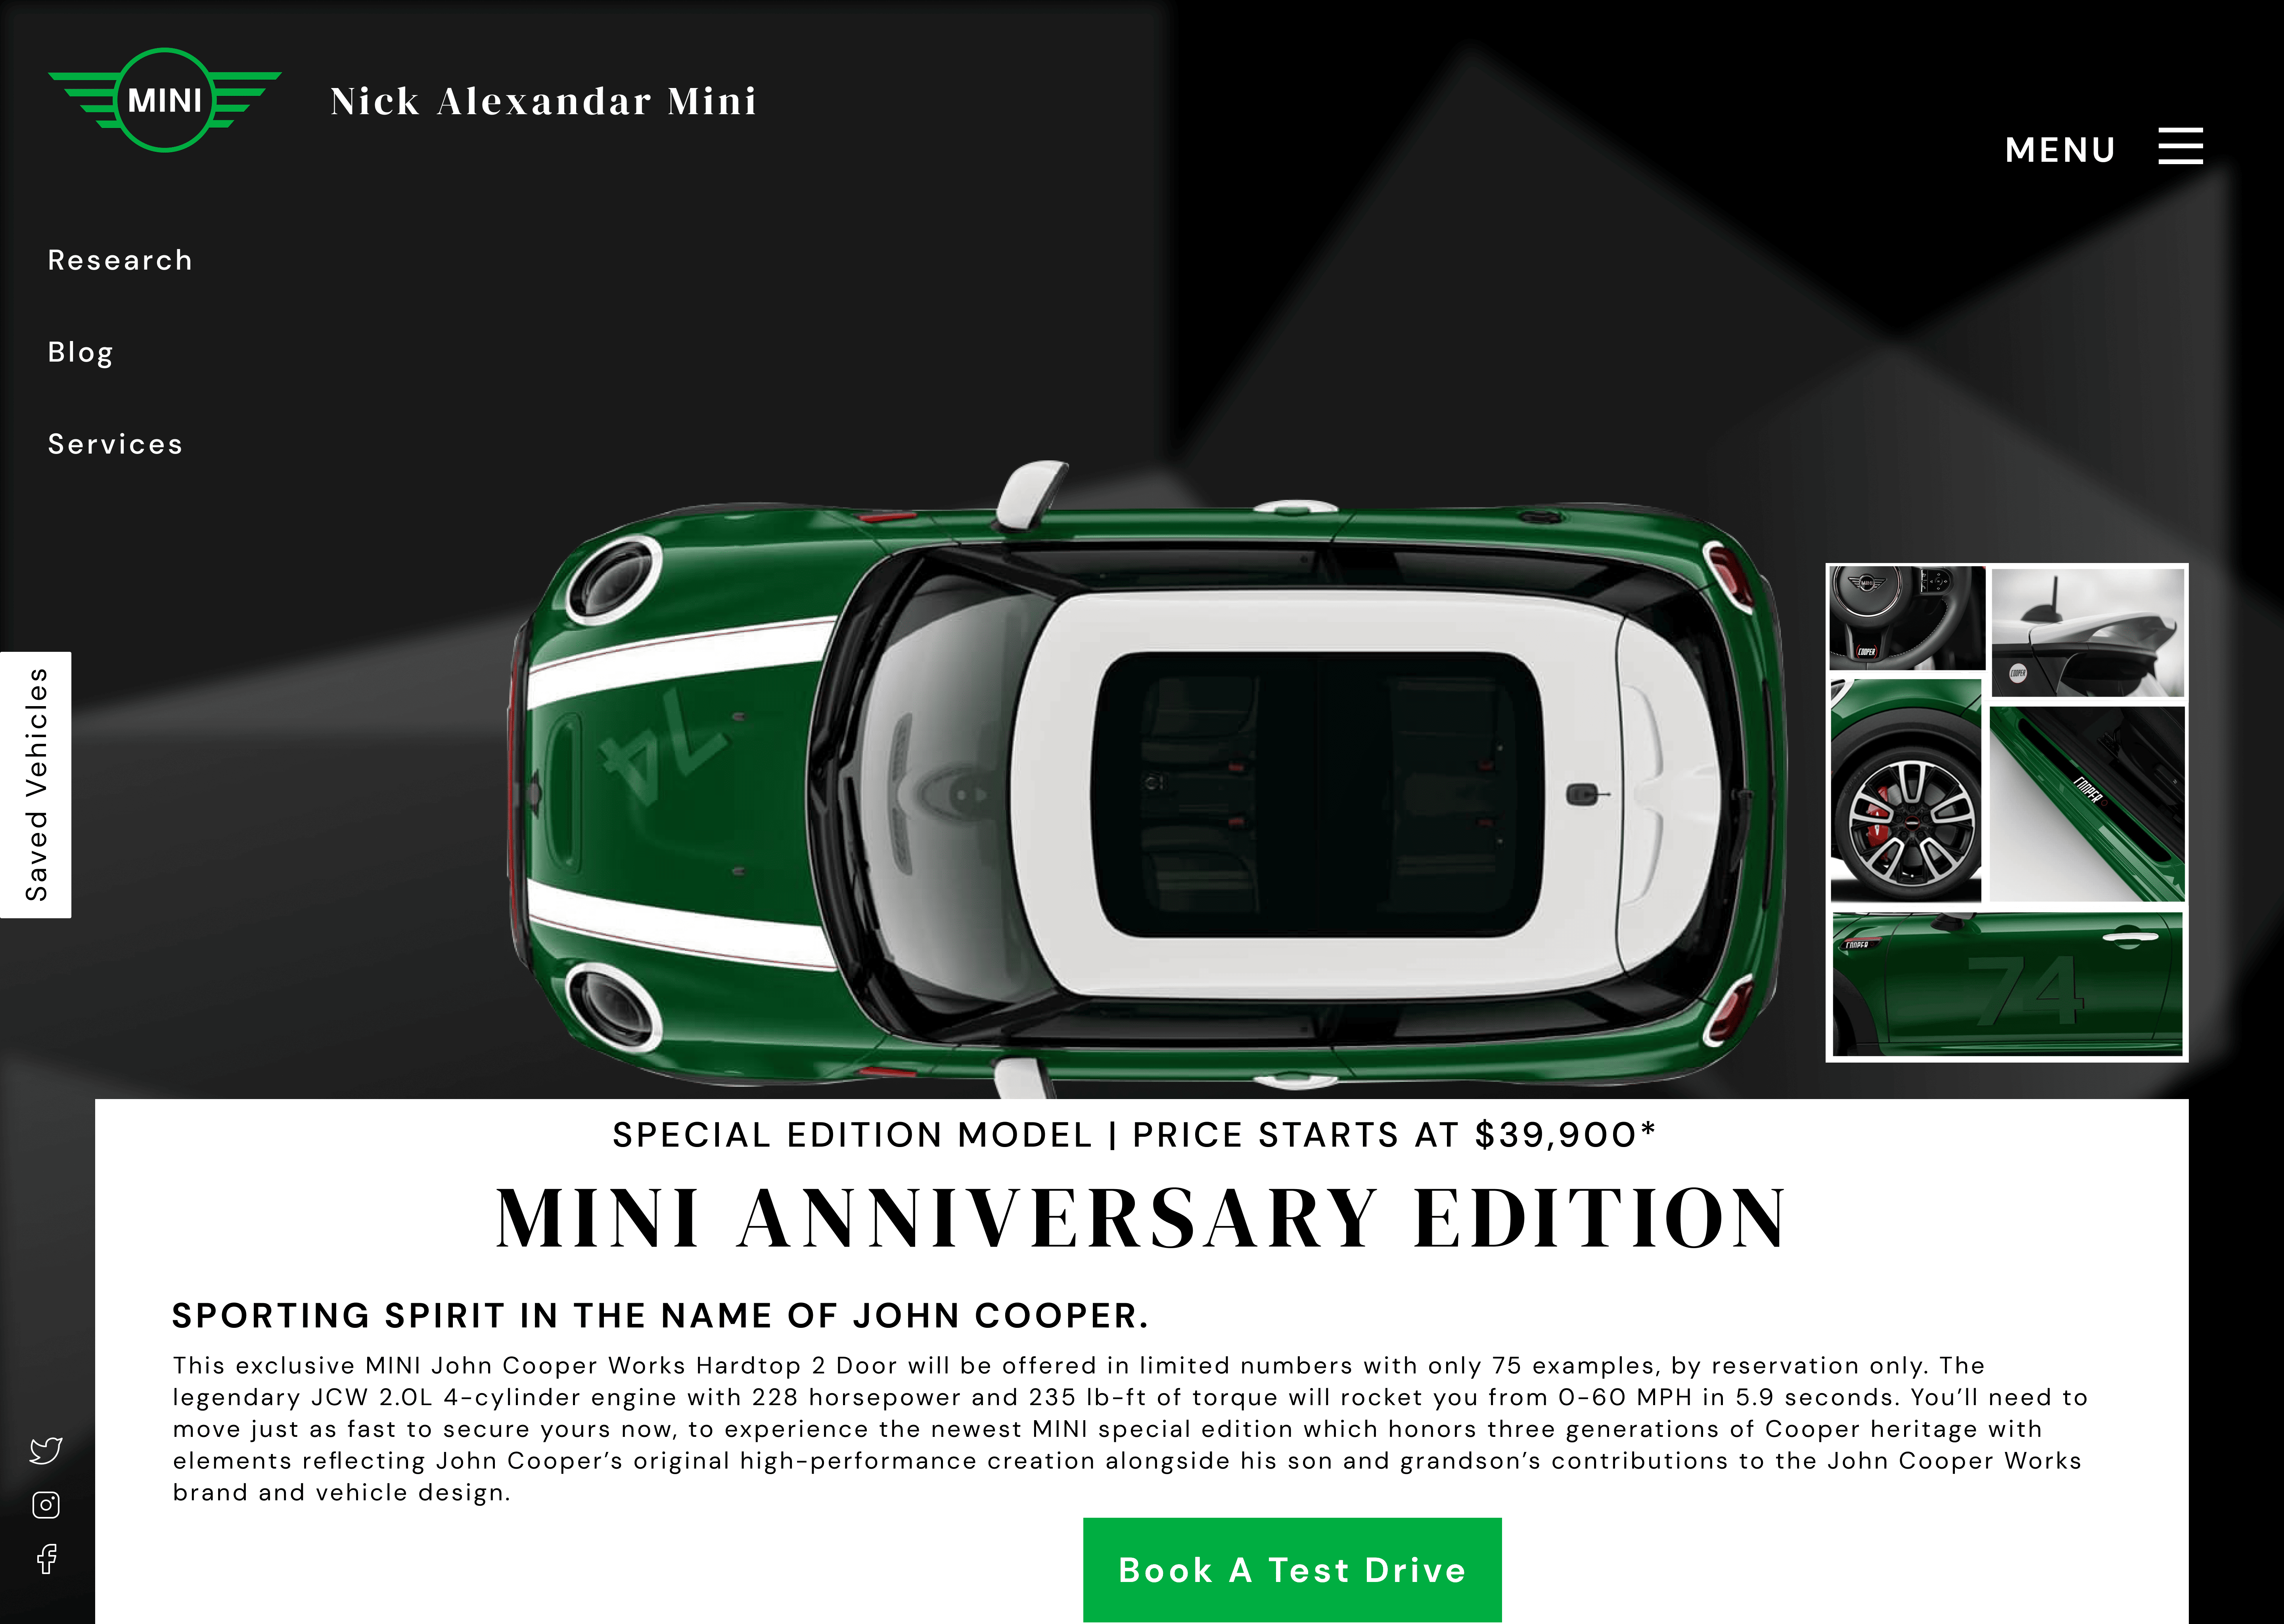 MINI
Nick Alexandar Mini
MENU
Research
Blog
Services
Saved Vehicles
74
COOPER
COOPER
COOPER
COOPER
74
SPECIAL EDITION MODEL | PRICE STARTS AT $39,900*
MINI ANNIVERSARY EDITION
SPORTING SPIRIT IN THE NAME OF JOHN COOPER.
This exclusive MINI John Cooper Works Hardtop 2 Door will be offered in limited numbers with only 75 examples, by reservation only. The
legendary JCW 2.0L 4-cylinder engine with 228 horsepower and 235 lb-ft of torque will rocket you from 0-60 MPH in 5.9 seconds. You’ll need to
move just as fast to secure yours now, to experience the newest MINI special edition which honors three generations of Cooper heritage with
elements reflecting John Cooper’s original high-performance creation alongside his son and grandson’s contributions to the John Cooper Works
brand and vehicle design.
Book A Test Drive